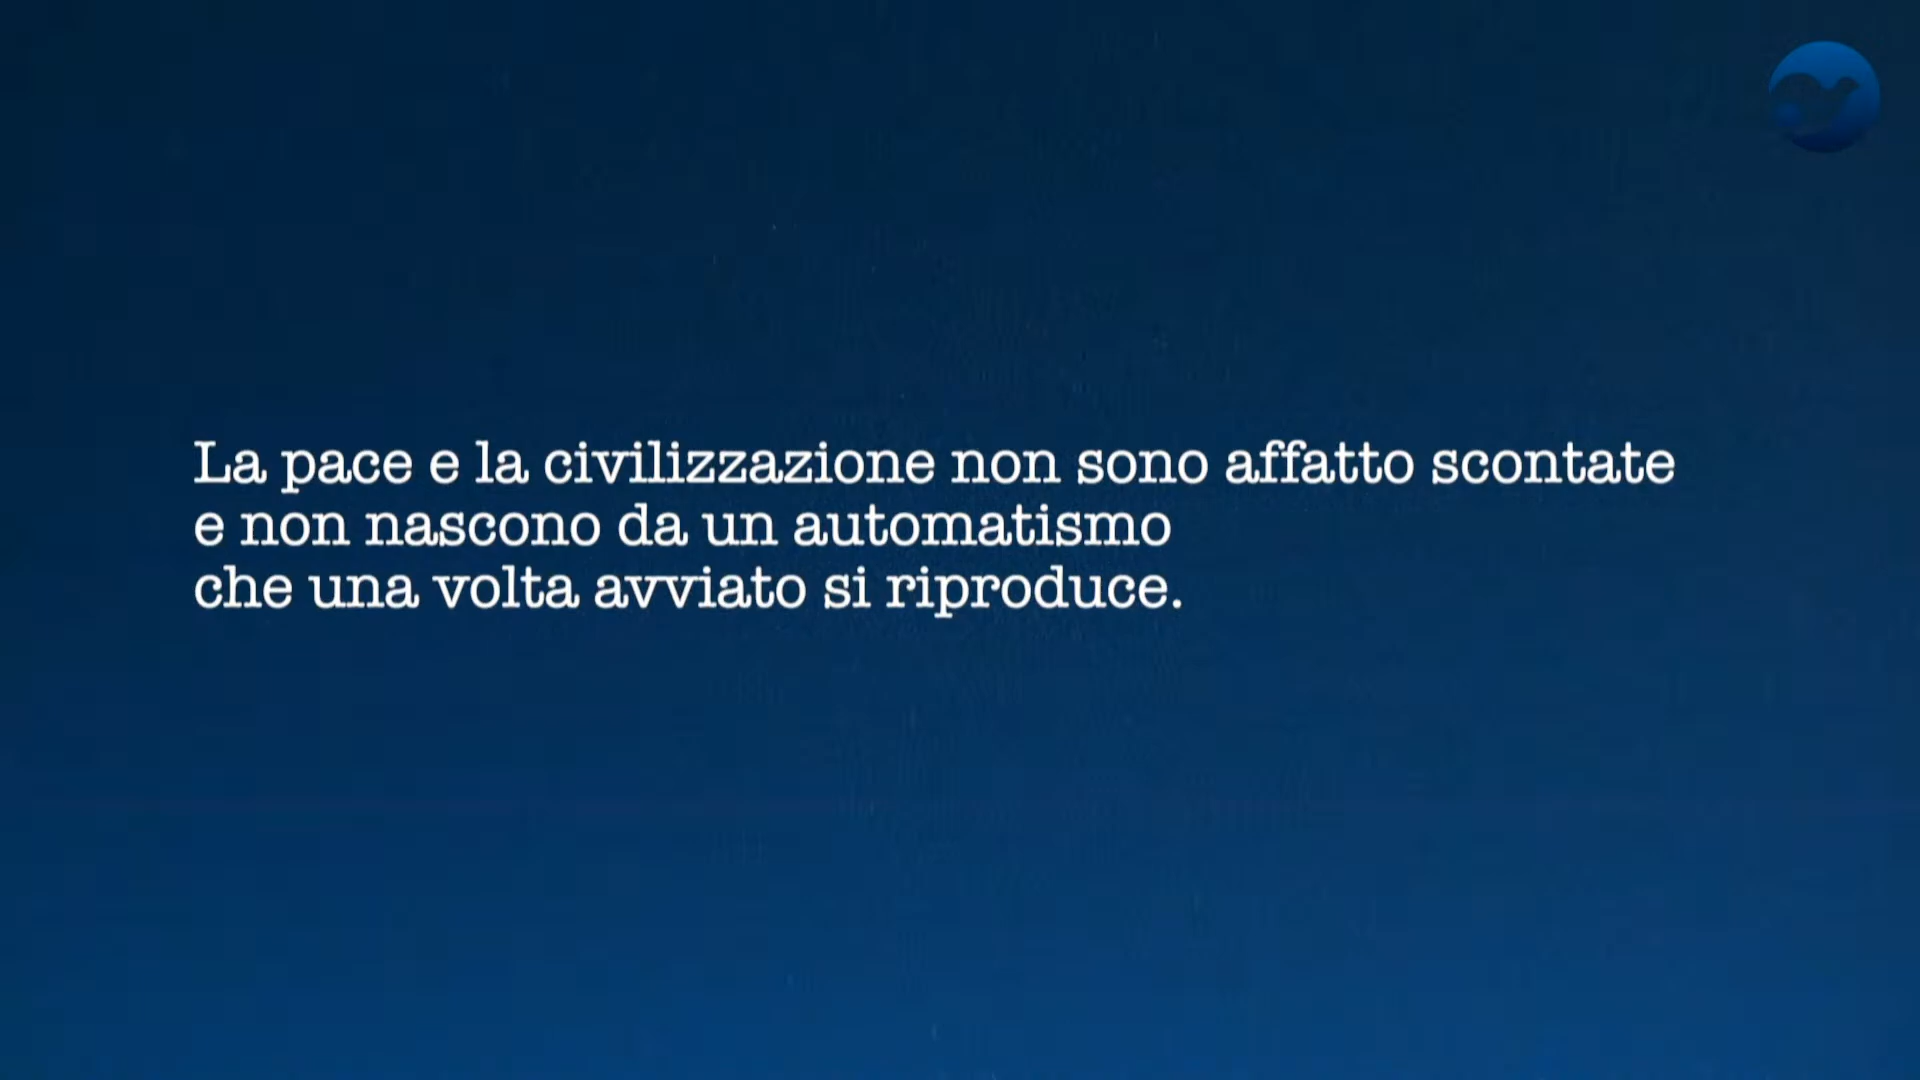 La pace e la civilizzazione non sono affatto scontate
e non nascono da un automatismo
che una volta avviato si riproduce.